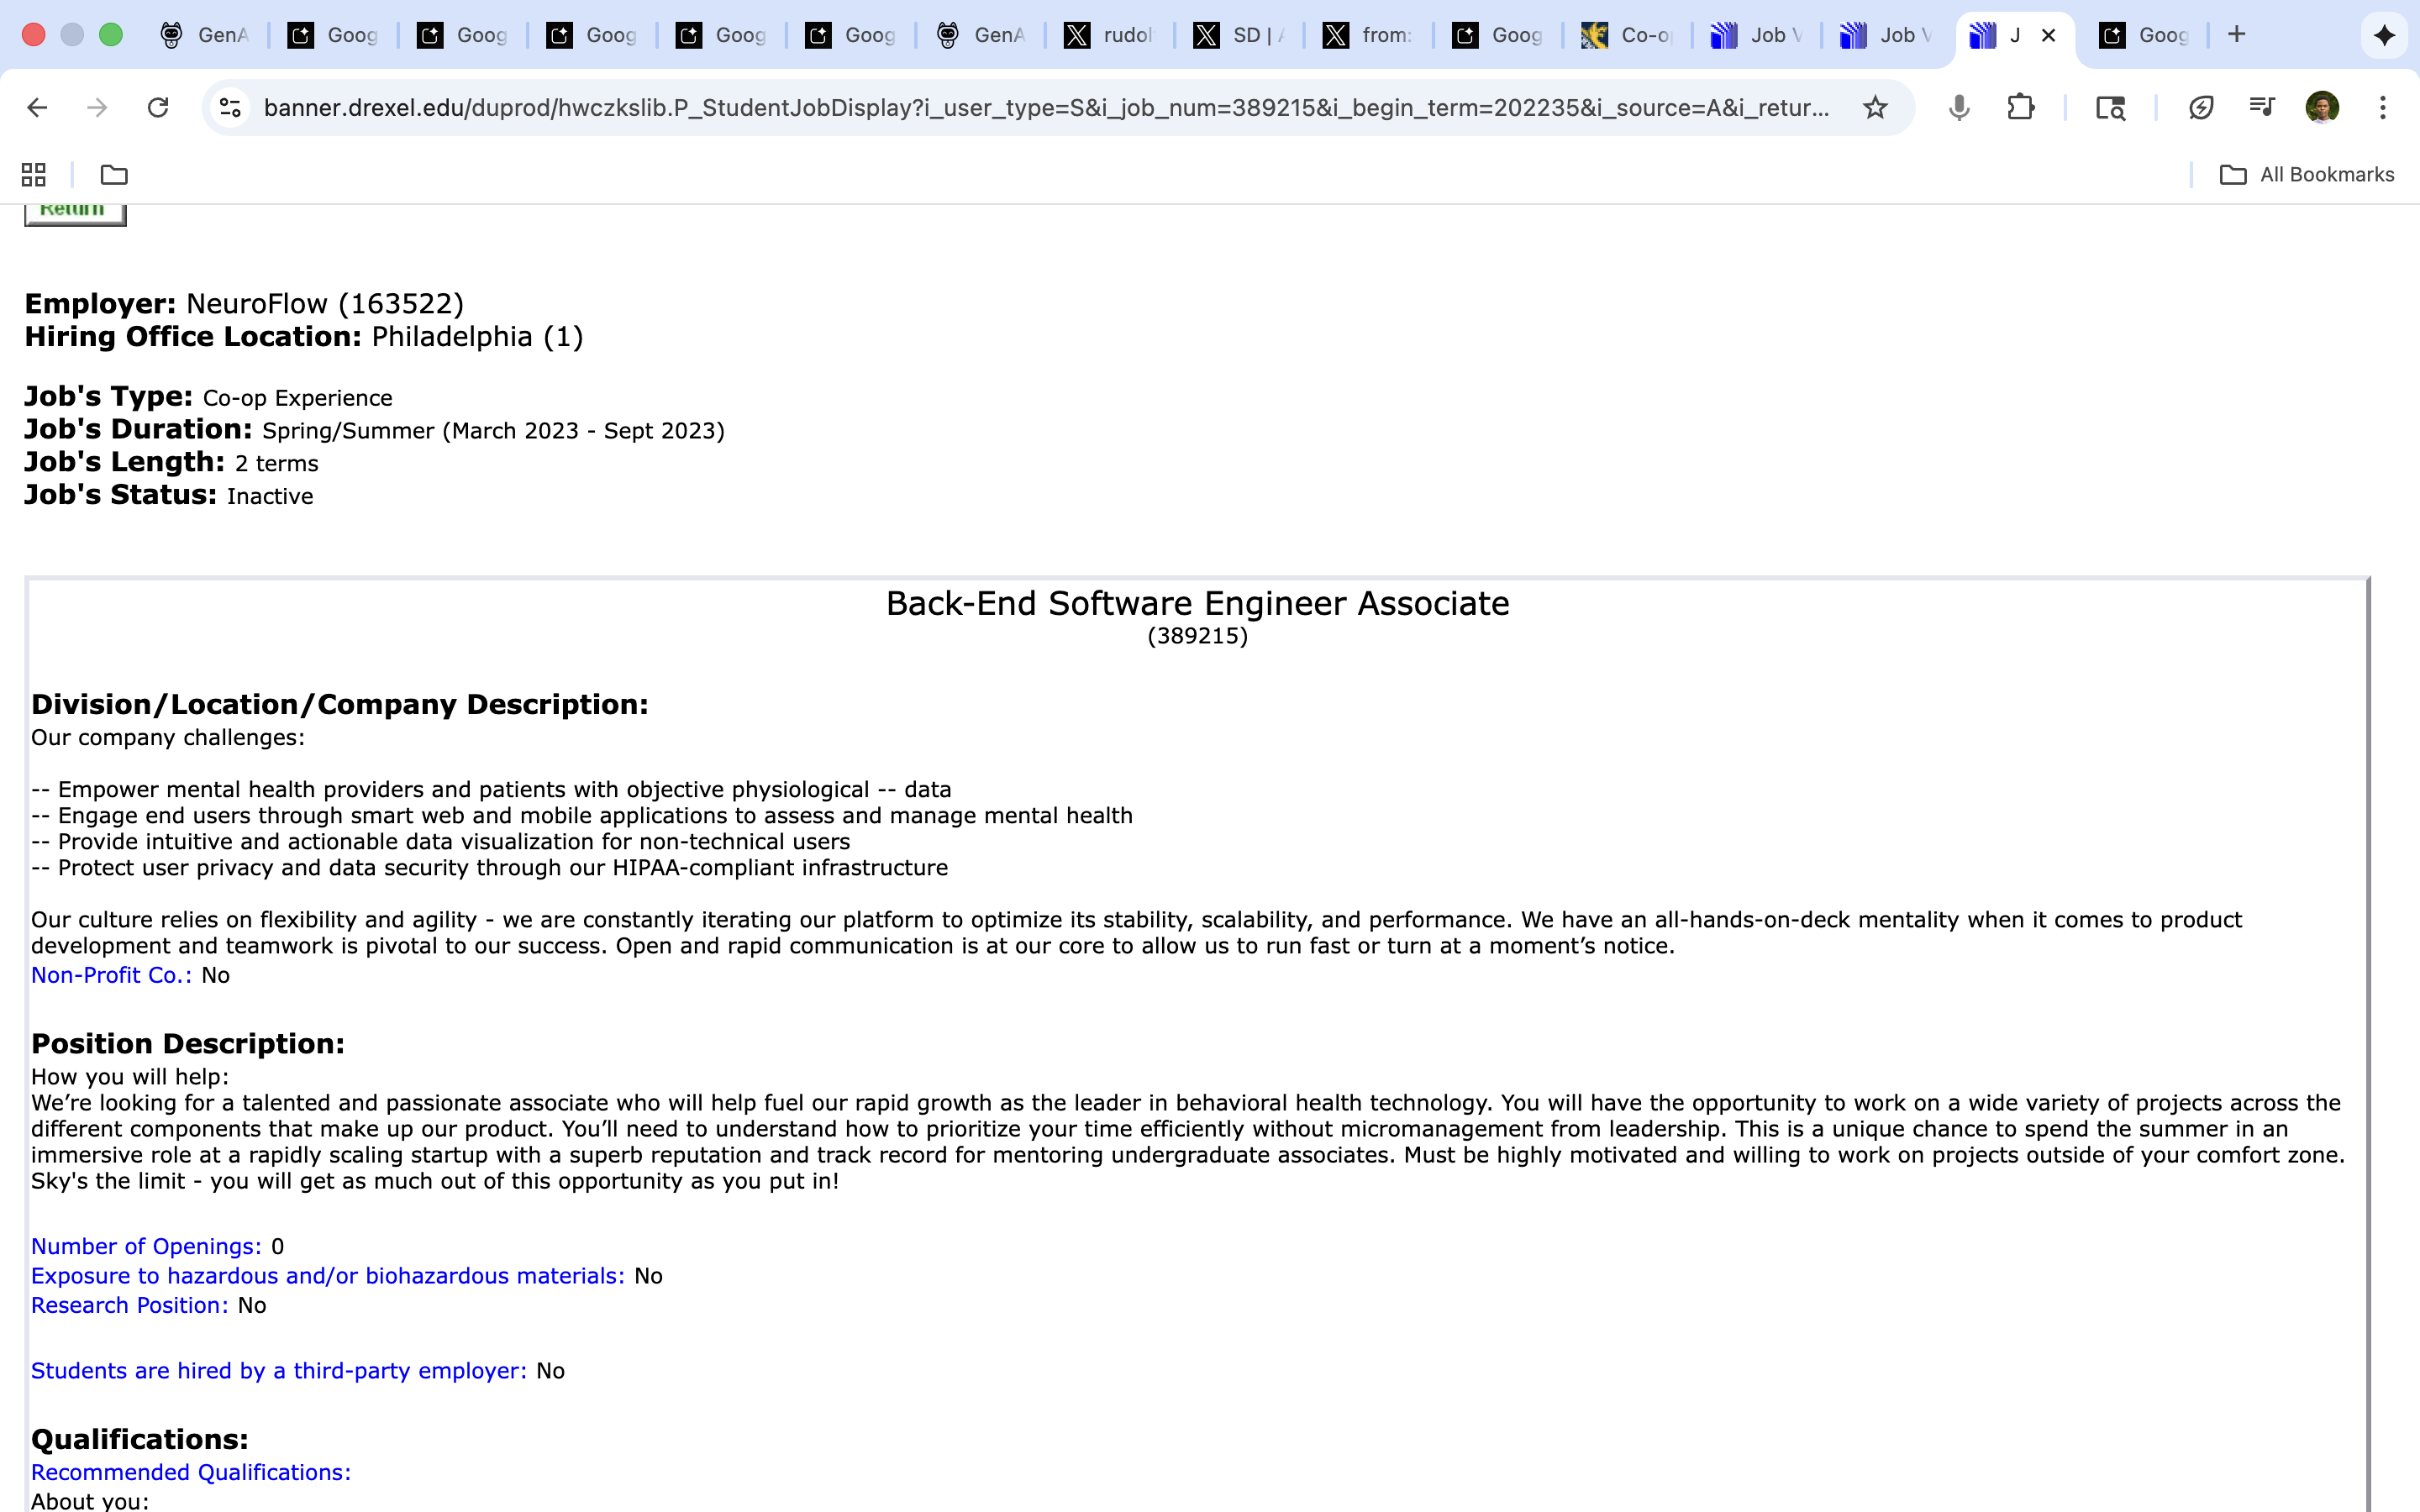 GenA
Goog
Goog
Goog
Goog
Goog
GenA
rudol
SD | A
from:
Goog
Co-op
Job V
Job V
J
Goog
banner.drexel.edu/duprod/hwczkslib.P_StudentJobDisplay?i_user_type=S&i_job_num=389215&i_begin_term=202235&i_source=A&i_retur...
All Bookmarks
Return
Employer: NeuroFlow (163522)
Hiring Office Location: Philadelphia (1)
Job's Type: Co-op Experience
Job's Duration: Spring/Summer (March 2023 - Sept 2023)
Job's Length: 2 terms
Job's Status: Inactive
Back-End Software Engineer Associate
(389215)
Division/Location/Company Description:
Our company challenges:
-- Empower mental health providers and patients with objective physiological -- data
-- Engage end users through smart web and mobile applications to assess and manage mental health
-- Provide intuitive and actionable data visualization for non-technical users
-- Protect user privacy and data security through our HIPAA-compliant infrastructure
Our culture relies on flexibility and agility - we are constantly iterating our platform to optimize its stability, scalability, and performance. We have an all-hands-on-deck mentality when it comes to product
development and teamwork is pivotal to our success. Open and rapid communication is at our core to allow us to run fast or turn at a moment’s notice.
Non-Profit Co.: No
Position Description:
How you will help:
We’re looking for a talented and passionate associate who will help fuel our rapid growth as the leader in behavioral health technology. You will have the opportunity to work on a wide variety of projects across the
different components that make up our product. You’ll need to understand how to prioritize your time efficiently without micromanagement from leadership. This is a unique chance to spend the summer in an
immersive role at a rapidly scaling startup with a superb reputation and track record for mentoring undergraduate associates. Must be highly motivated and willing to work on projects outside of your comfort zone.
Sky's the limit - you will get as much out of this opportunity as you put in!
Number of Openings: 0
Exposure to hazardous and/or biohazardous materials: No
Research Position: No
Students are hired by a third-party employer: No
Qualifications:
Recommended Qualifications:
About you: